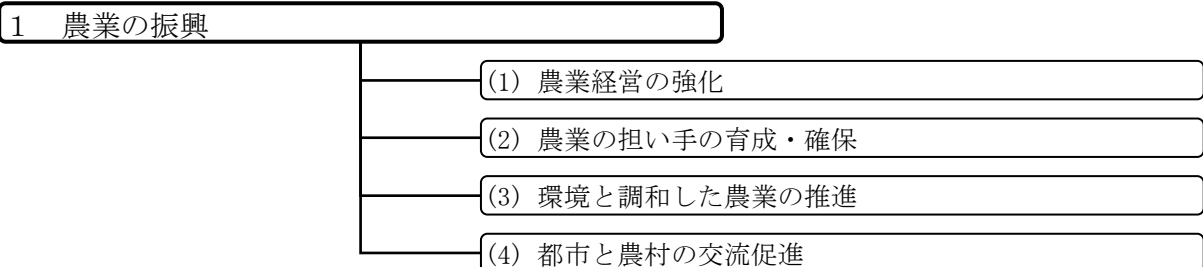 1　農業の振興
(1) 農業経営の強化
(2) 農業の担い手の育成・確保
(3) 環境と調和した農業の推進
(4) 都市と農村の交流促進